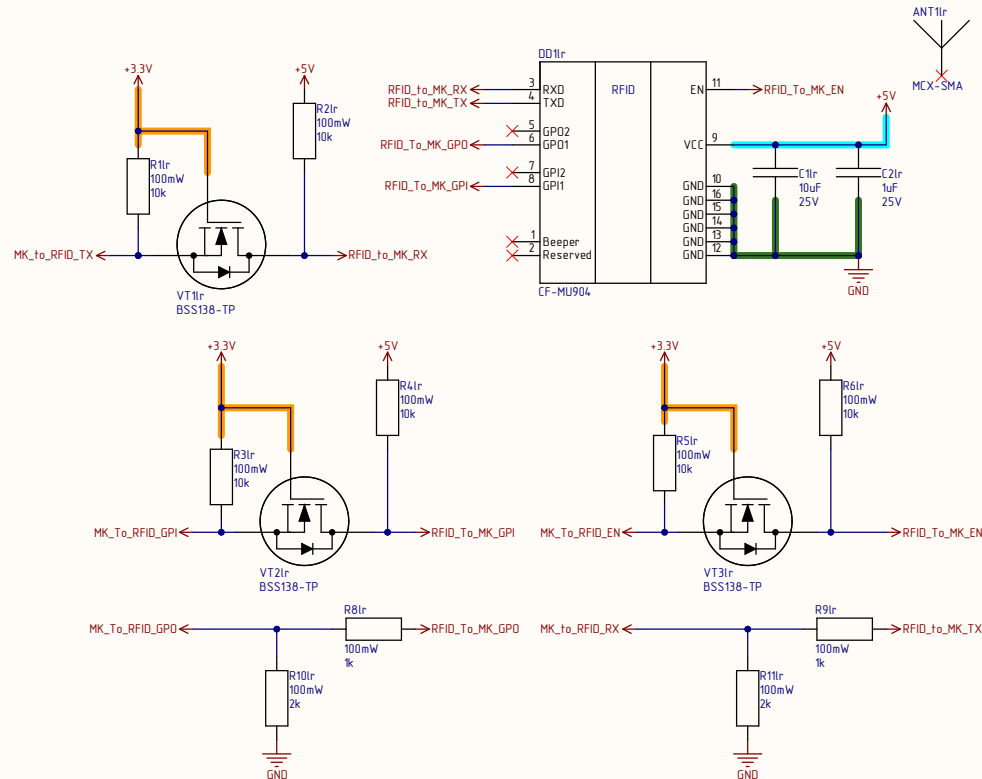 ANT1lr
MCX-SMA
+3.3V
+5V
R2lr
100mW
10k
R1lr
100mW
10k
MK_to_RFID_TX
RFID_to_MK_RX
VT1lr
BSS138-TP
DD1lr
RFID
RFID_to_MK_RX
3
RXD
RFID_to_MK_TX
4
TXD
5
GPO2
RFID_To_MK_GPO
6
GPO1
7
GPI2
RFID_To_MK_GPI
8
GPI1
1
Beeper
2
Reserved
EN
11
RFID_To_MK_EN
VCC
9
GND
10
GND
16
GND
15
GND
14
GND
13
GND
12
CF-MU904
+5V
C1lr
10uF
25V
C2lr
1uF
25V
GND
+3.3V
+5V
R4lr
100mW
10k
R3lr
100mW
10k
MK_To_RFID_GPI
RFID_To_MK_GPI
VT2lr
BSS138-TP
+3.3V
+5V
R6lr
100mW
10k
R5lr
100mW
10k
MK_To_RFID_EN
RFID_To_MK_EN
VT3lr
BSS138-TP
R8lr
MK_To_RFID_GPO
RFID_To_MK_GPO
100mW
1k
R10lr
100mW
2k
GND
R9lr
MK_to_RFID_RX
RFID_to_MK_TX
100mW
1k
R11lr
100mW
2k
GND